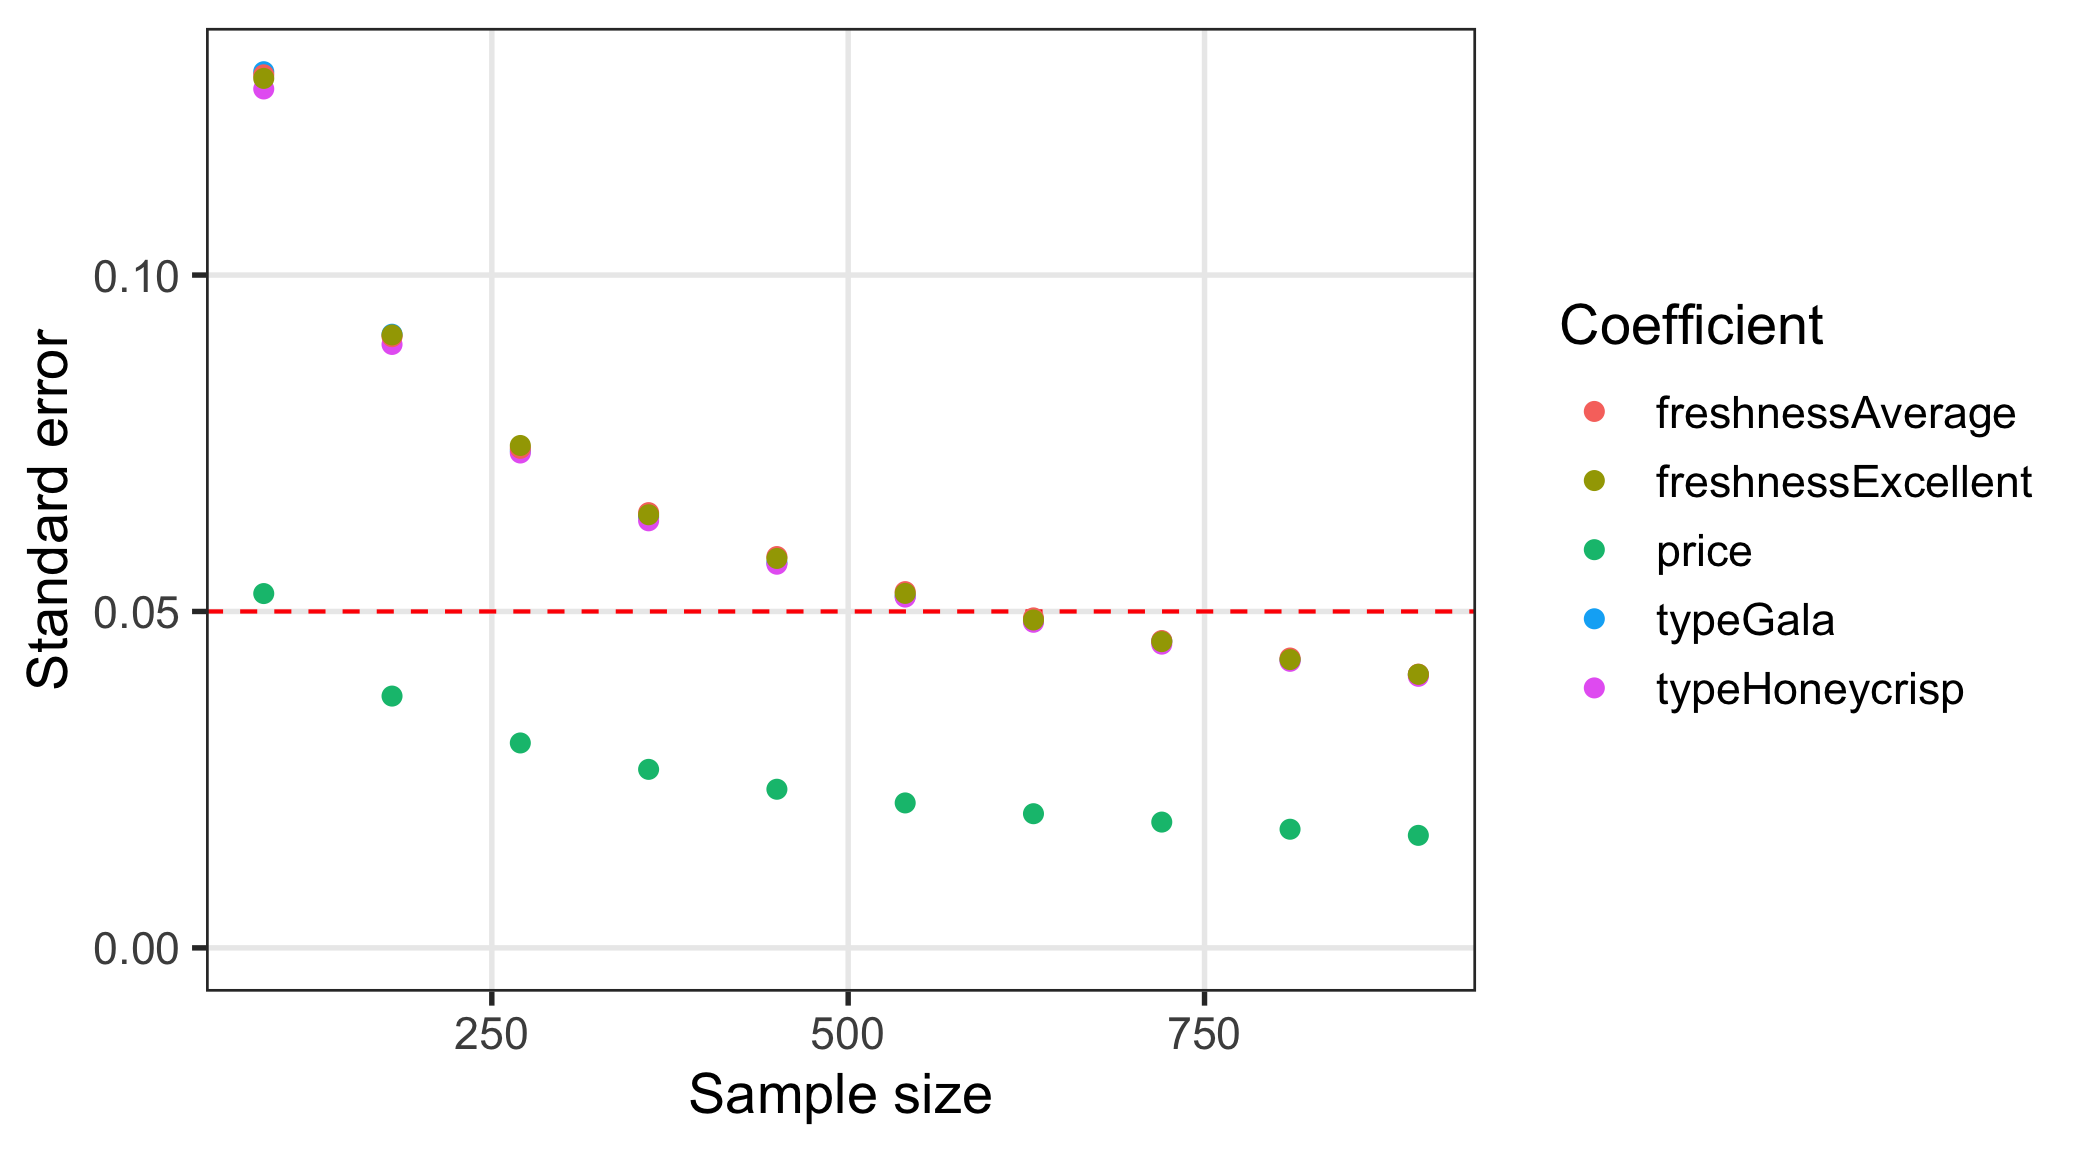 0.10
0.05
0.00
Standard error
250 500 750
Sample size
Coefficient
freshnessAverage
freshnessExcellent
price
typeGala
typeHoneycrisp